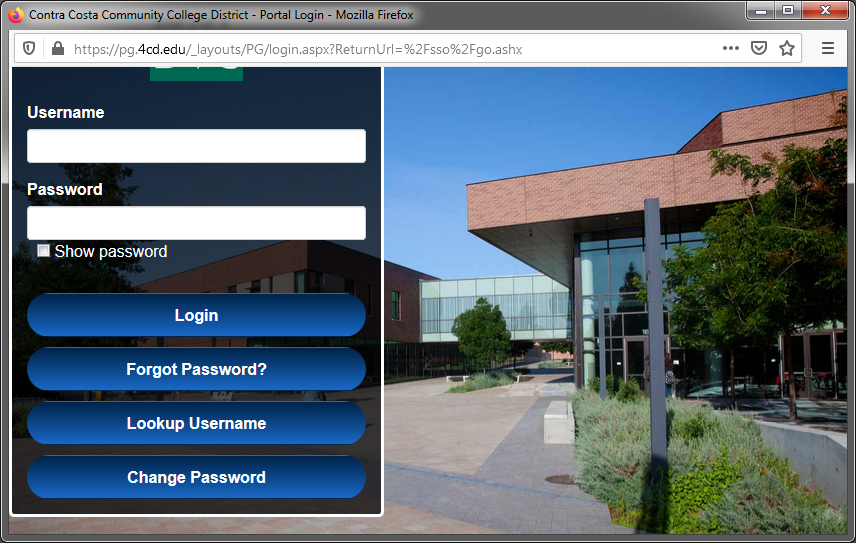 Contra Costa Community College District - Portal Login - Mozilla Firefox
https://pg.4cd.edu/_layouts/PG/login.aspx?ReturnUrl=%2Fsso%2Fgo.ashx
Username
Password
Show password
Login
Forgot Password?
Lookup Username
Change Password